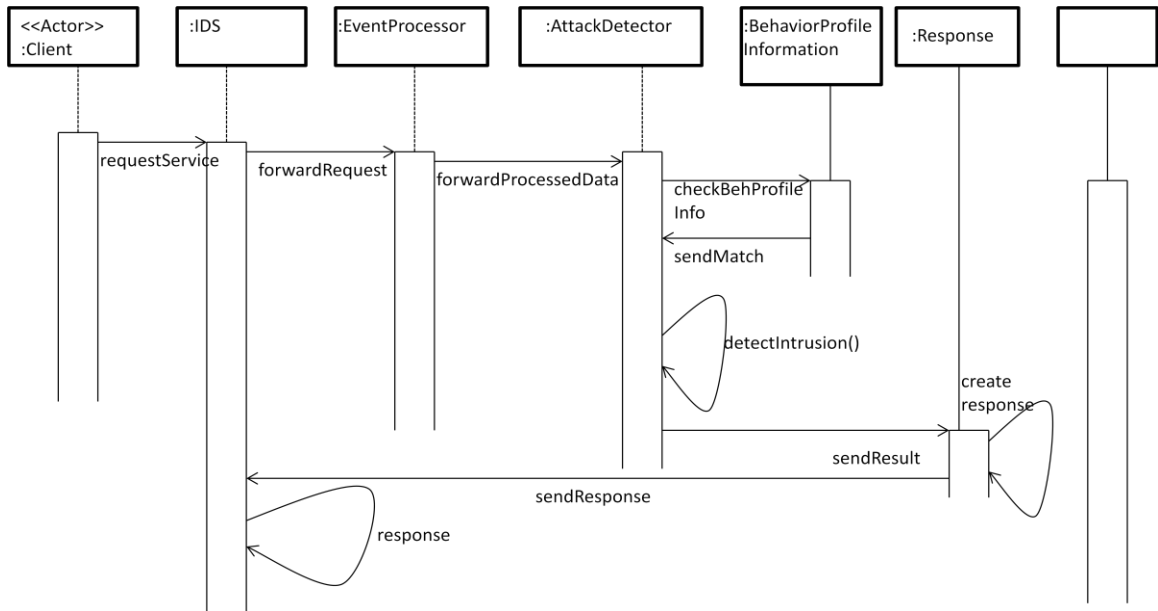 <<Actor>>
:Client
:IDS
:EventProcessor
:AttackDetector
:BehaviorProfile
Information
:Response
requestService
forwardRequest
forwardProcessedData
checkBehProfile
Info
sendMatch
detectIntrusion()
create
response
sendResult
sendResponse
response